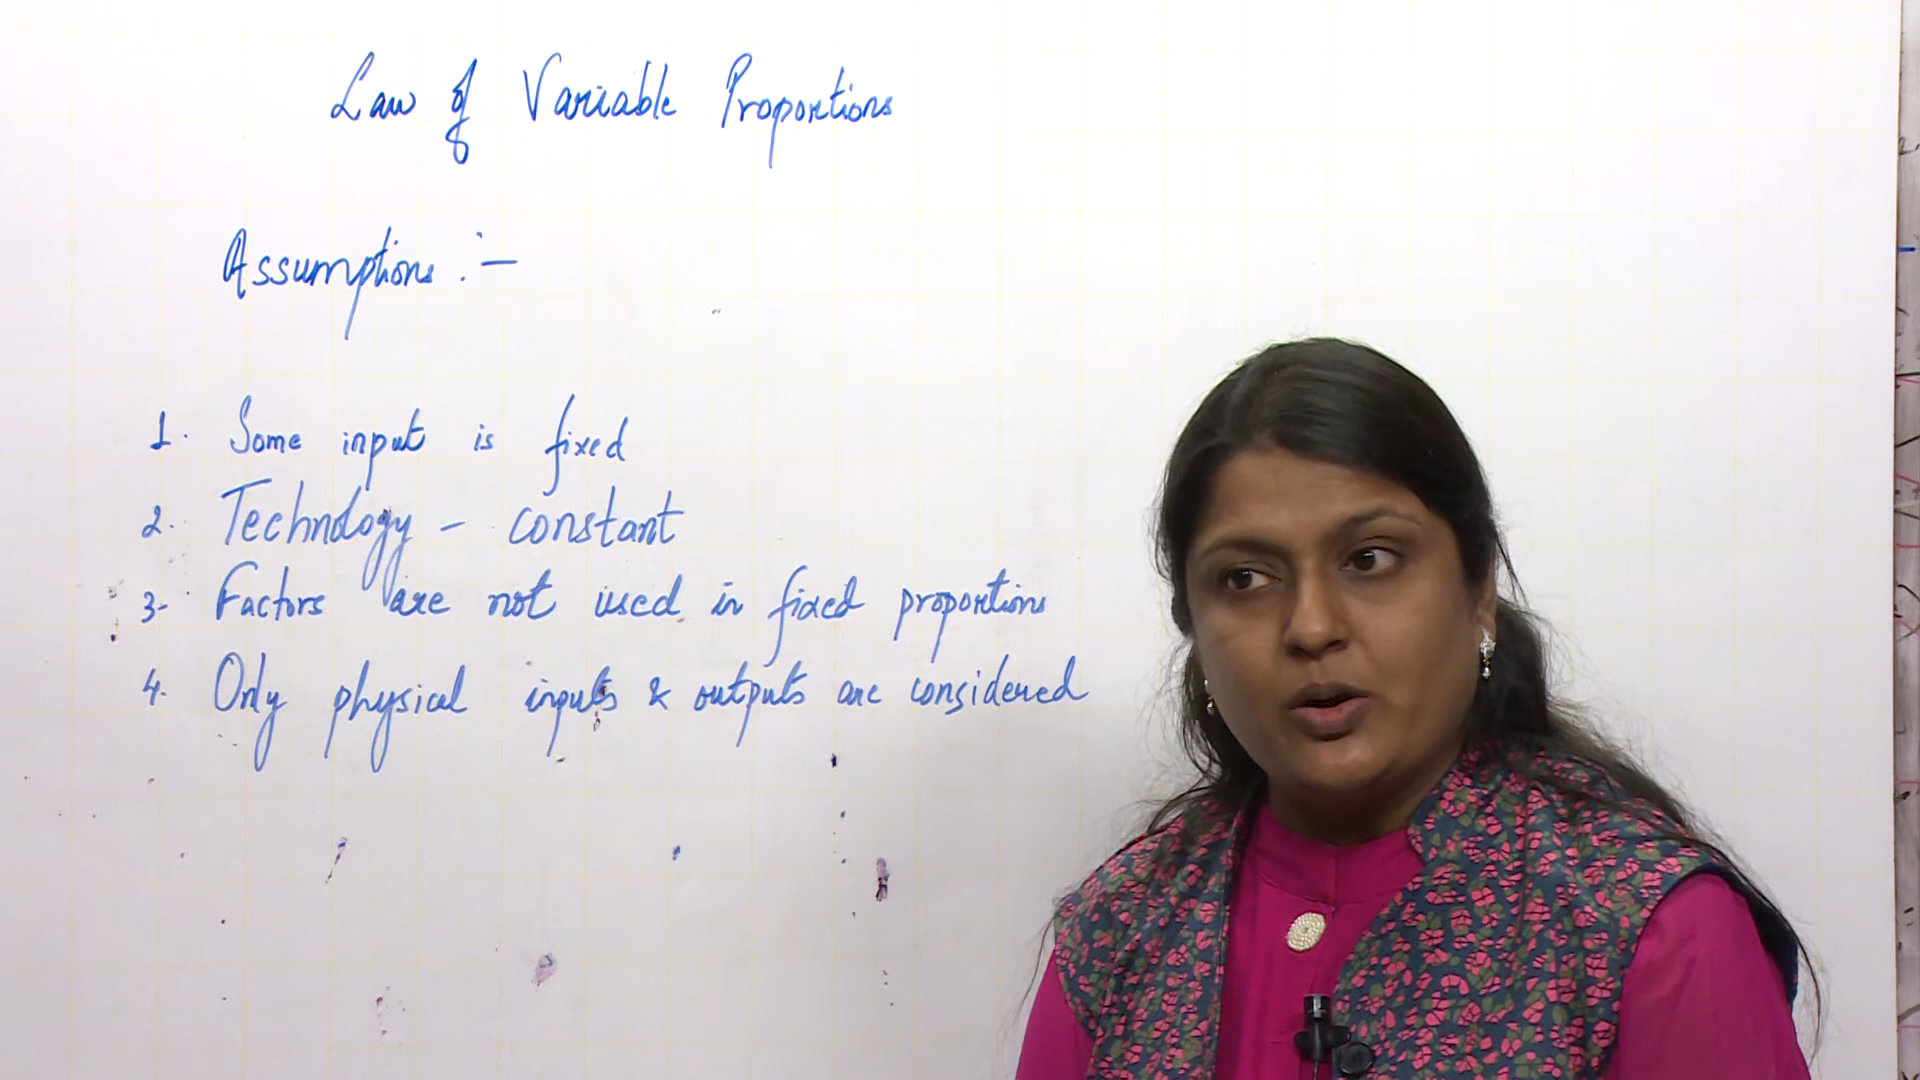 Law of Variable Proportions
Assumptions :-
1. Some input is fixed
2. Technology - constant
3. Factors are not used in fixed proportions
4. Only physical inputs & outputs are considered